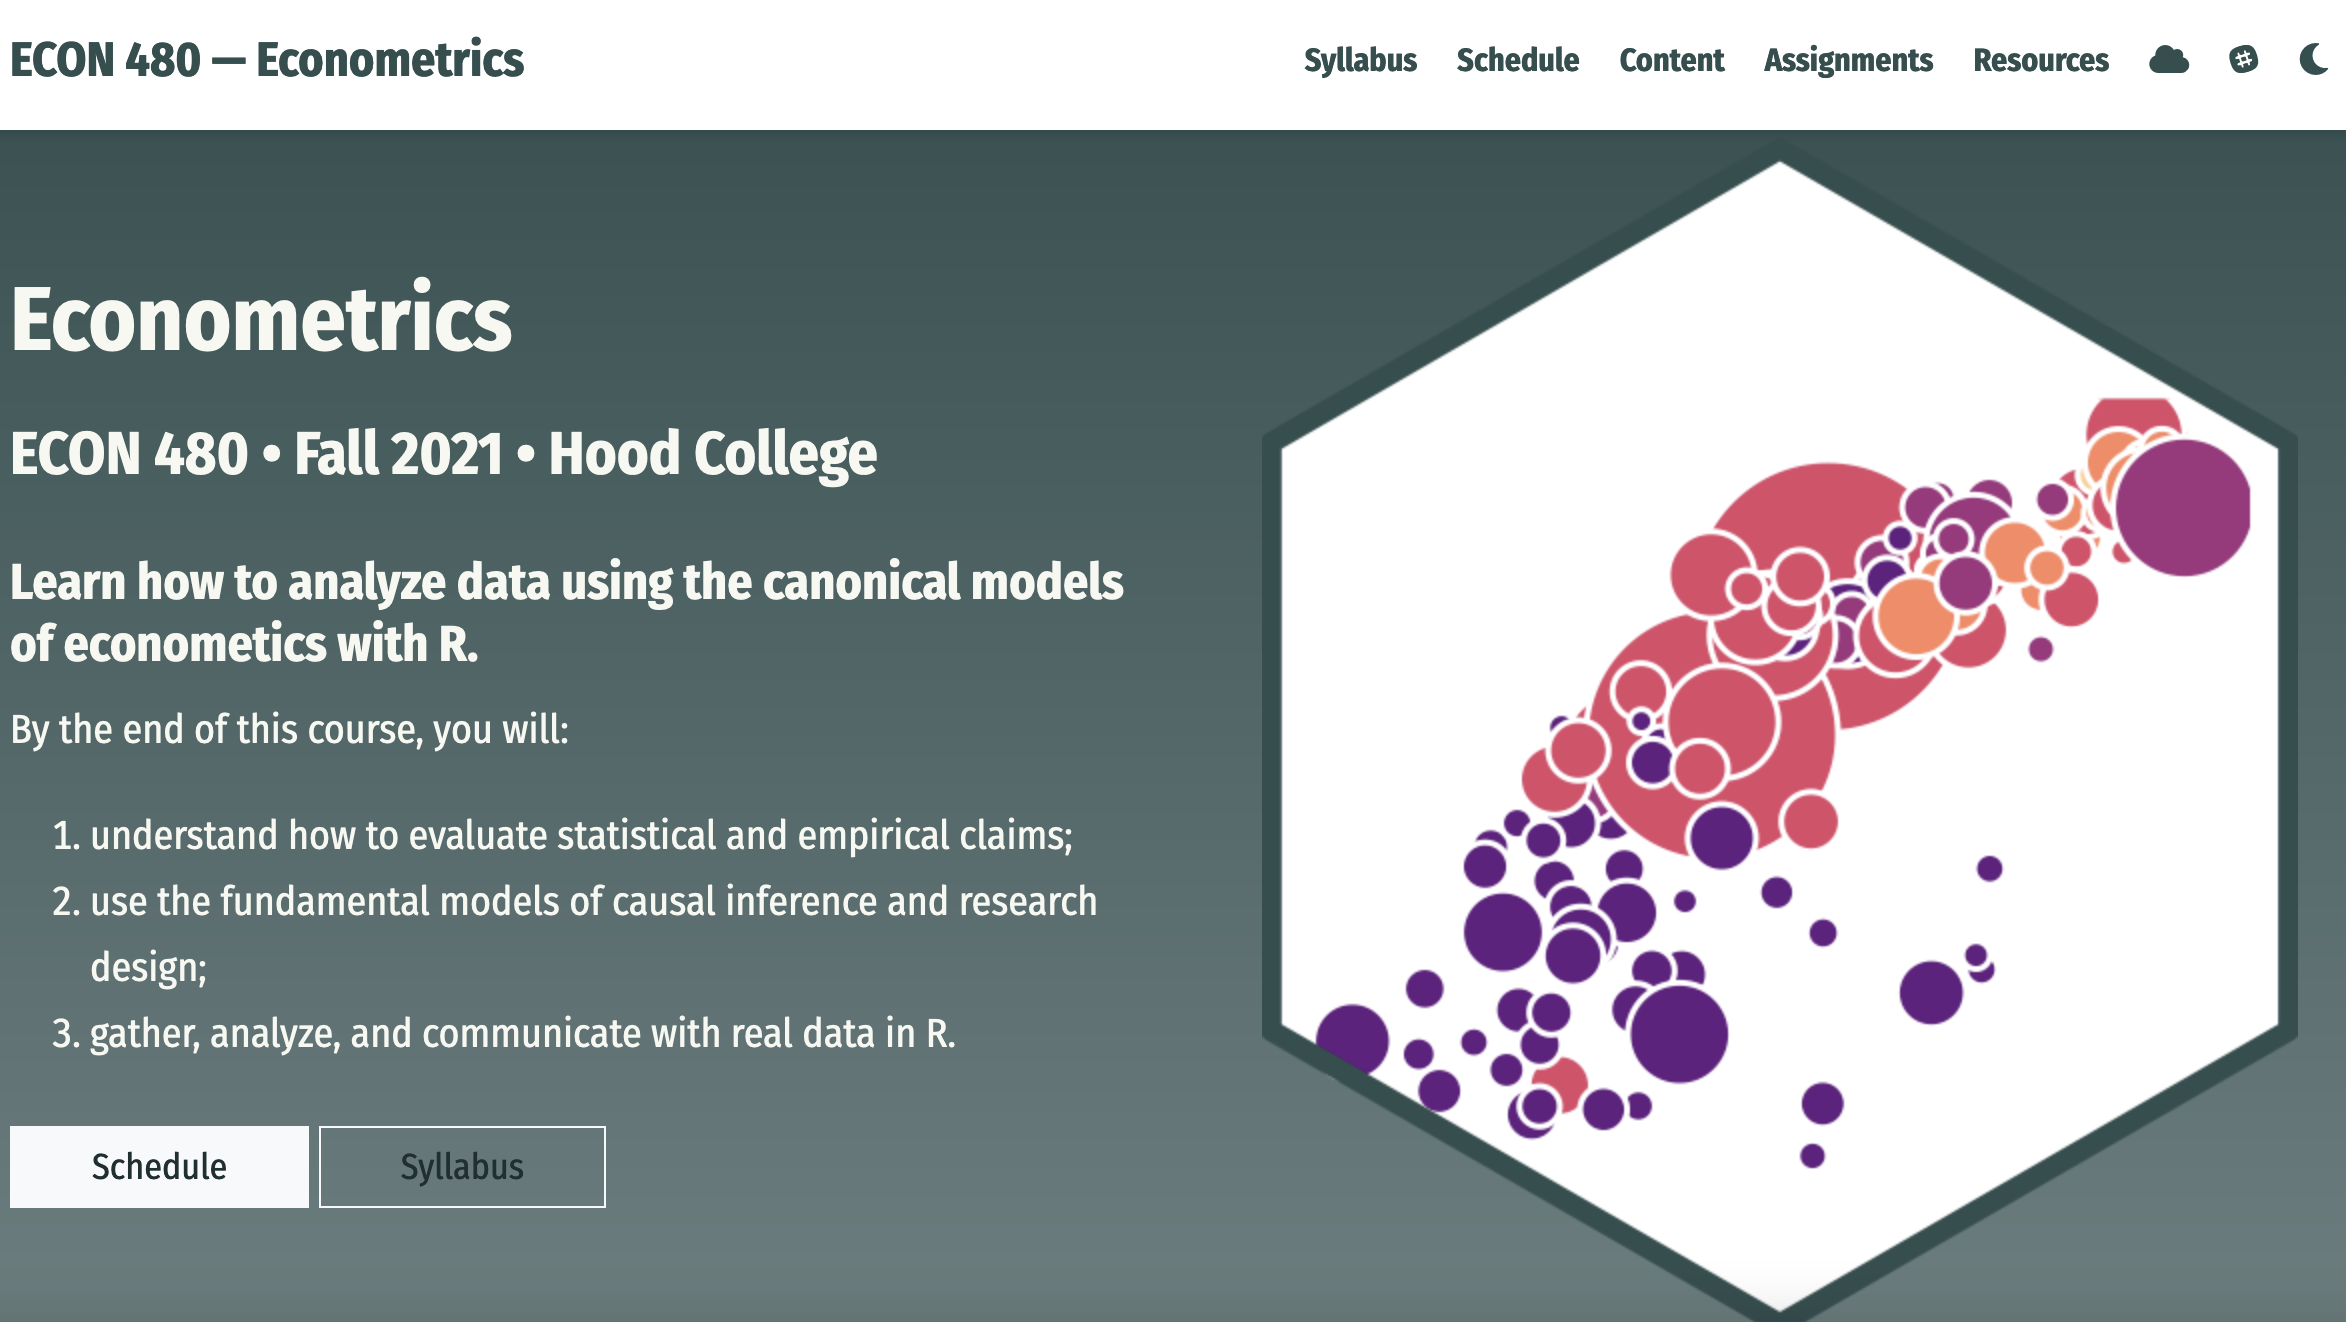 ECON 480 — Econometrics
Syllabus Schedule Content Assignments Resources
Econometrics
ECON 480 • Fall 2021 • Hood College
Learn how to analyze data using the canonical models
of econometics with R.
By the end of this course, you will:
1. understand how to evaluate statistical and empirical claims;
2. use the fundamental models of causal inference and research
design;
3. gather, analyze, and communicate with real data in R.
Schedule Syllabus